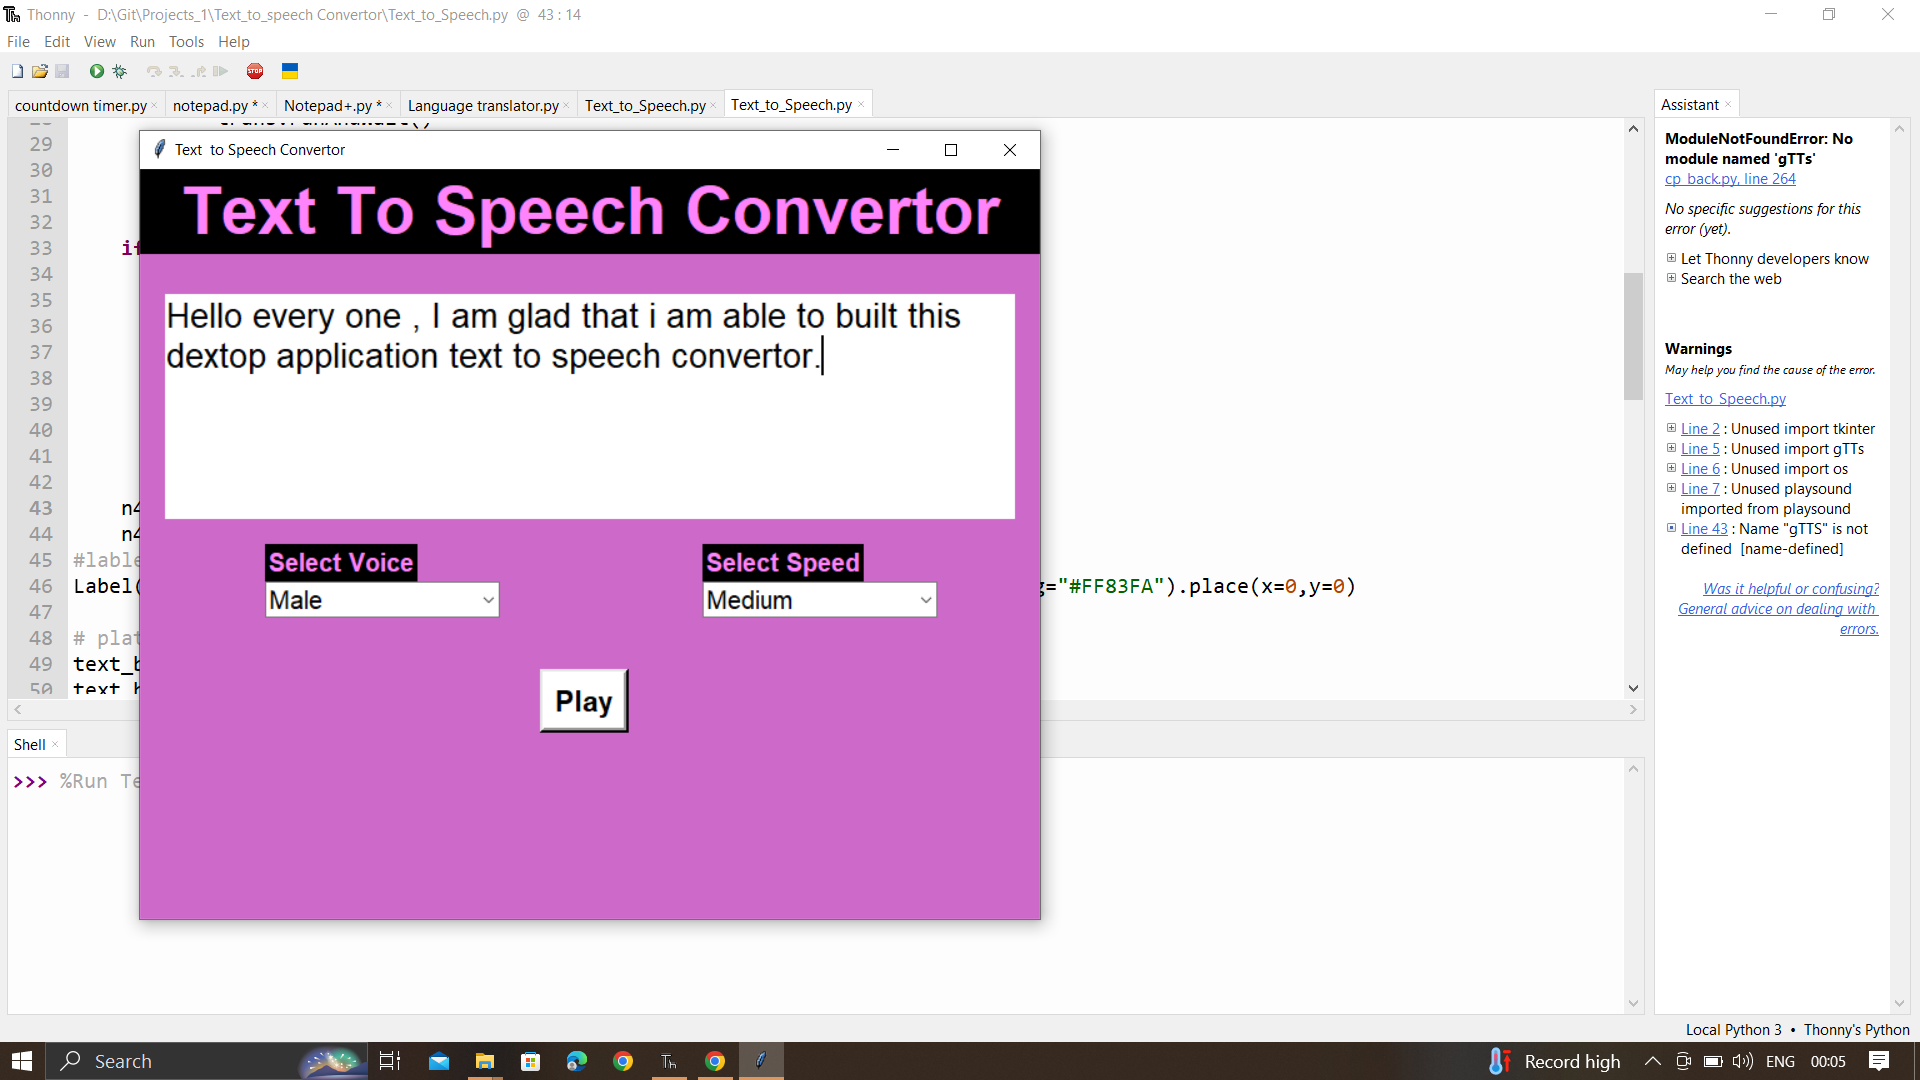 Thonny - D:\Git\Projects_1\Text_to_speech Convertor\Text_to_Speech.py @ 43 : 14
File Edit View Run Tools Help
STOP
countdown timer.py notepad.py * Notepad+.py * Language translator.py Text_to_Speech.py Text_to_Speech.py
29
30
31
32
33 if
34
35
36
37
38
39
40
41
42
43 n4
44 n4
45 #lable
46 Label( ="#FF83FA").place(x=0,y=0)
47
48 # plat
49 text_b
50
Text to Speech Convertor
Text To Speech Convertor
Hello every one , I am glad that i am able to built this
dextop application text to speech convertor.
Select Voice
Male
Select Speed
Medium
Play
Shell
>>> %Run Te
Assistant
ModuleNotFoundError: No
module named 'gTTs'
cp_back.py, line 264
No specific suggestions for this
error (yet).
Let Thonny developers know
Search the web
Warnings
May help you find the cause of the error.
Text_to_Speech.py
Line 2 : Unused import tkinter
Line 5 : Unused import gTTs
Line 6 : Unused import os
Line 7 : Unused playsound
imported from playsound
Line 43 : Name "gTTS" is not
defined [name-defined]
Was it helpful or confusing?
General advice on dealing with
errors.
Local Python 3 • Thonny's Python
Search
Th
Record high
ENG
00:05